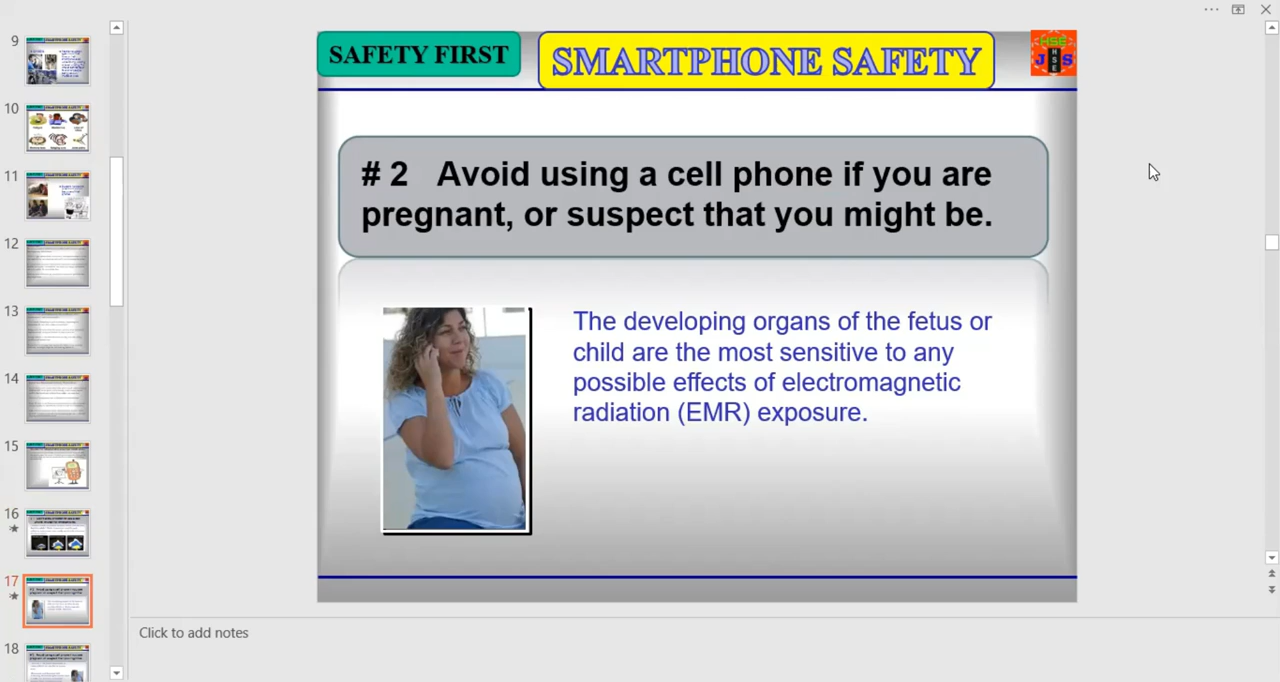 SAFETY FIRST
SMARTPHONE SAFETY
HSE
J HSE S
# 2 Avoid using a cell phone if you are
pregnant, or suspect that you might be.
The developing organs of the fetus or
child are the most sensitive to any
possible effects of electromagnetic
radiation (EMR) exposure.
9
10
11
12
13
14
15
16
17
18
Click to add notes